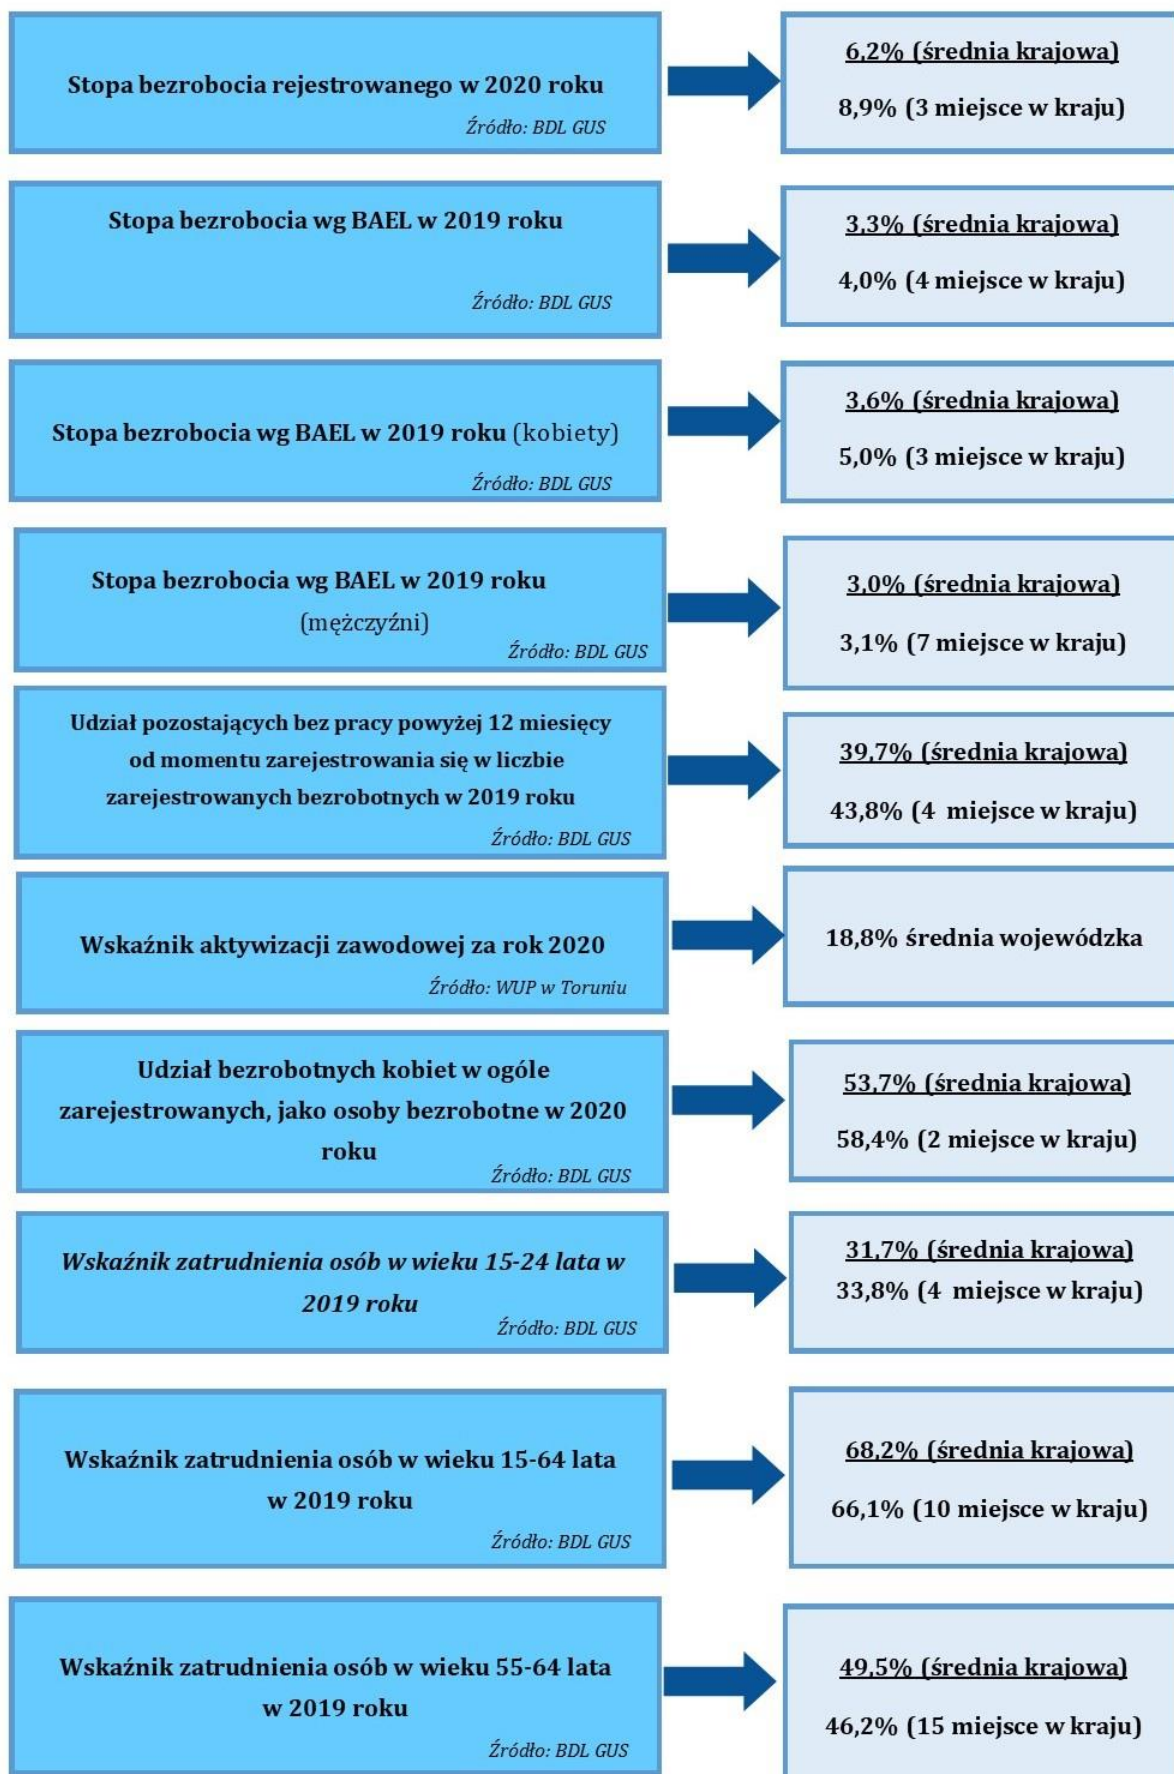 Stopa bezrobocia rejestrowanego w 2020 roku
Źródło: BDL GUS
6,2% (średnia krajowa)
8,9% (3 miejsce w kraju)
Stopa bezrobocia wg BAEL w 2019 roku
Źródło: BDL GUS
3,3% (średnia krajowa)
4,0% (4 miejsce w kraju)
Stopa bezrobocia wg BAEL w 2019 roku (kobiety)
Źródło: BDL GUS
3,6% (średnia krajowa)
5,0% (3 miejsce w kraju)
Stopa bezrobocia wg BAEL w 2019 roku
(mężczyźni)
Źródło: BDL GUS
3,0% (średnia krajowa)
3,1% (7 miejsce w kraju)
Udział pozostających bez pracy powyżej 12 miesięcy
od momentu zarejestrowania się w liczbie
zarejestrowanych bezrobotnych w 2019 roku
Źródło: BDL GUS
39,7% (średnia krajowa)
43,8% (4 miejsce w kraju)
Wskaźnik aktywizacji zawodowej za rok 2020
Źródło: WUP w Toruniu
18,8% średnia wojewódzka
Udział bezrobotnych kobiet w ogóle
zarejestrowanych, jako osoby bezrobotne w 2020
roku
Źródło: BDL GUS
53,7% (średnia krajowa)
58,4% (2 miejsce w kraju)
Wskaźnik zatrudnienia osób w wieku 15-24 lata w
2019 roku
Źródło: BDL GUS
31,7% (średnia krajowa)
33,8% (4 miejsce w kraju)
Wskaźnik zatrudnienia osób w wieku 15-64 lata
w 2019 roku
Źródło: BDL GUS
68,2% (średnia krajowa)
66,1% (10 miejsce w kraju)
Wskaźnik zatrudnienia osób w wieku 55-64 lata
w 2019 roku
Źródło: BDL GUS
49,5% (średnia krajowa)
46,2% (15 miejsce w kraju)